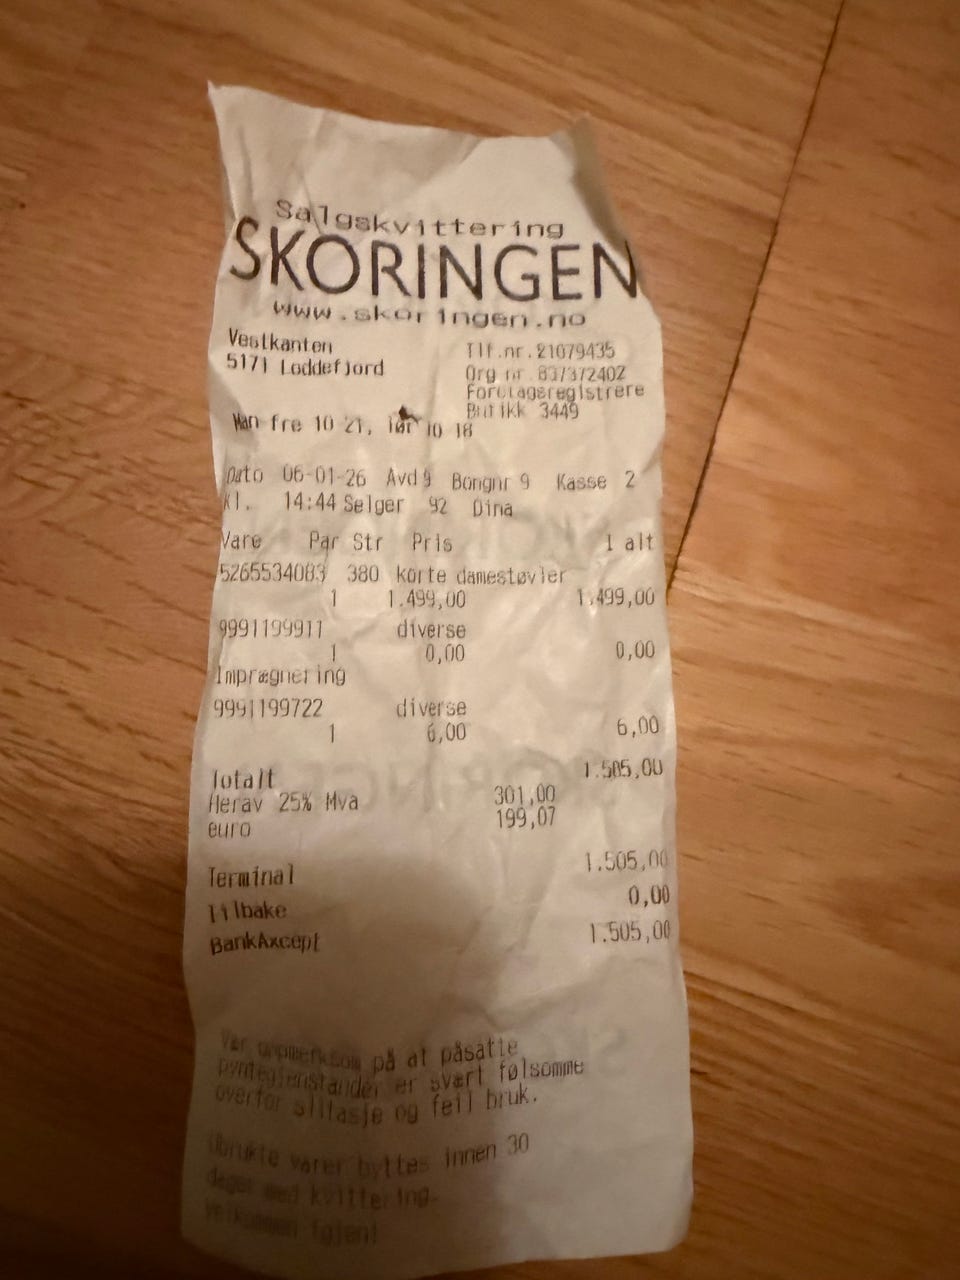 Salgskvittering
SKORINGEN
www.skoringen.no
Vestkanten Tlf.nr. 21079435
5171 Loddefjord Org nr. 837372402
Foretagsregistrere
Butikk 3449
Man-fre 10-21, lør 10-18
Dato 06-01-26 Avd 9 Bongnr 9 Kasse 2
Kl. 14:44 Selger 92 Dina
Vare Par Str Pris I alt
5265534083 380 korte damestøvler
1 1.499,00 1.499,00
9991199911 diverse
1 0,00 0,00
Imprægnering
9991199722 diverse
1 6,00 6,00
Totalt 1.505,00
Herav 25% Mva 301,00
euro 199,07
Terminal 1.505,00
Tilbake 0,00
BankAxcept 1.505,00
Vær oppmerksom på at påsatte
pyntegjenstander er svært følsomme
overfor slitasje og feil bruk.
Ubrukte varer byttes innen 30
dager med kvittering.
Velkommen igjen!